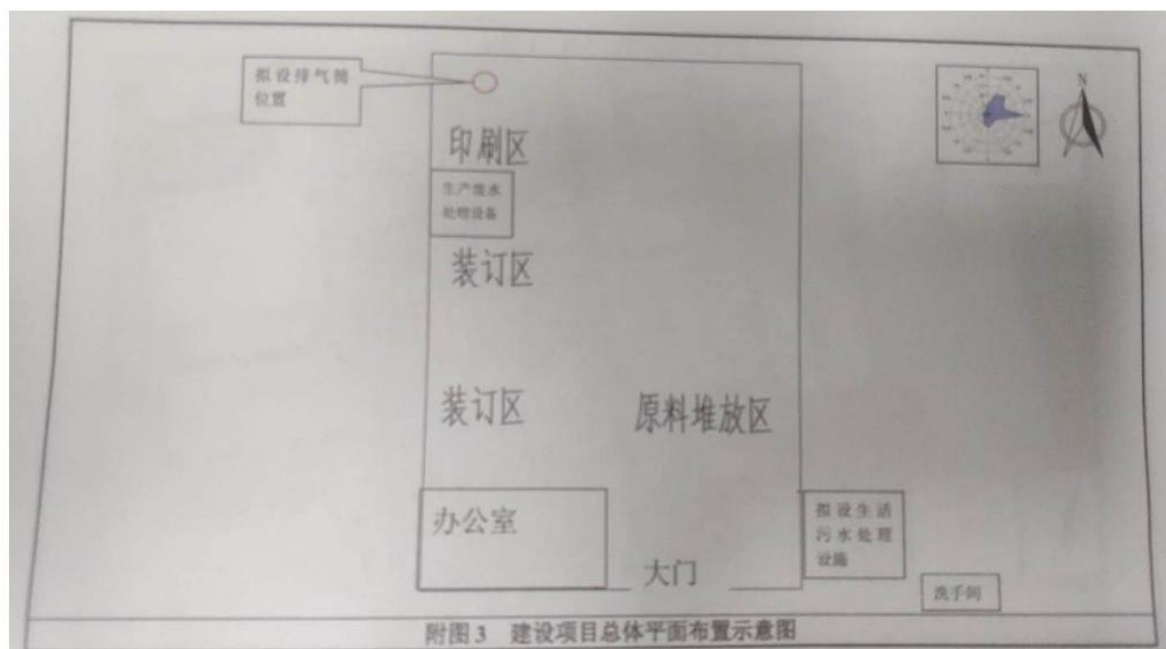 拟设排气筒
位置
N
印刷区
生产废水
处理设备
装订区
装订区
原料堆放区
办公室
大门
拟设生活
污水处理
设施
洗手间
附图 3 建设项目总体平面布置示意图